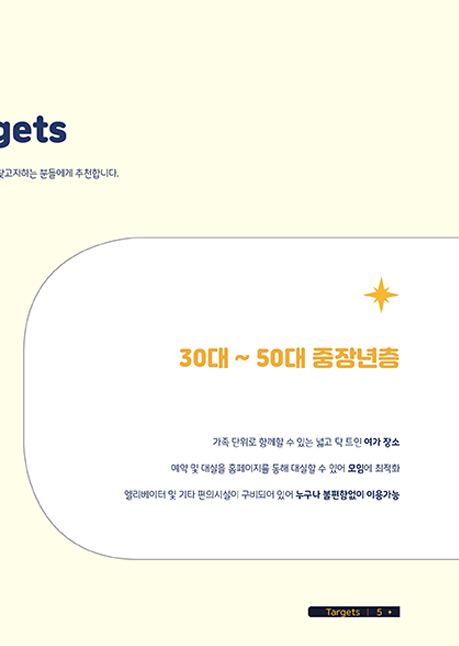 gets
찾고자하는 분들에게 추천합니다.
30대 ~ 50대 중장년층
가족 단위로 함께할 수 있는 넓고 탁 트인 여가 장소
예약 및 대실을 홈페이지를 통해 대실할 수 있어 모임에 최적화
엘리베이터 및 기타 편의시설이 구비되어 있어 누구나 불편함없이 이용가능
Targets | 5